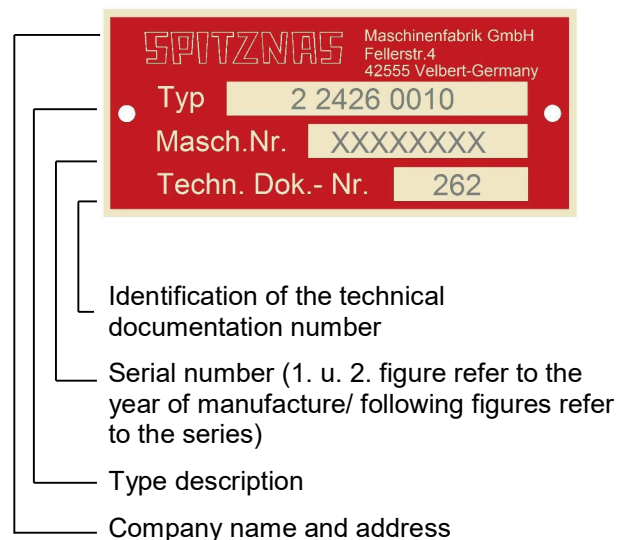 SPITZNAS
Maschinenfabrik GmbH
Fellerstr.4
42555 Velbert-Germany
Typ 2 2426 0010
Masch.Nr. XXXXXXXX
Techn. Dok.- Nr. 262
Identification of the technical
documentation number
Serial number (1. u. 2. figure refer to the
year of manufacture/ following figures refer
to the series)
Type description
Company name and address